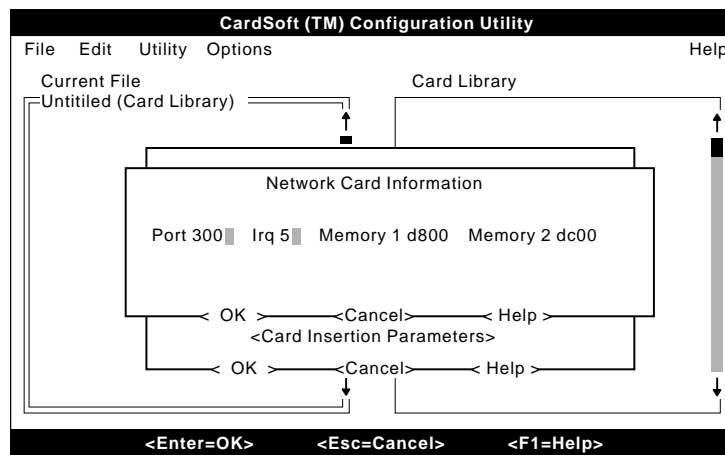 CardSoft (TM) Configuration Utility
File Edit Utility Options Help
Current File Card Library
Untitiled (Card Library)
Network Card Information
Port 300 Irq 5 Memory 1 d800 Memory 2 dc00
< OK > <Cancel> < Help >
<Card Insertion Parameters>
< OK > <Cancel> < Help >
<Enter=OK> <Esc=Cancel> <F1=Help>